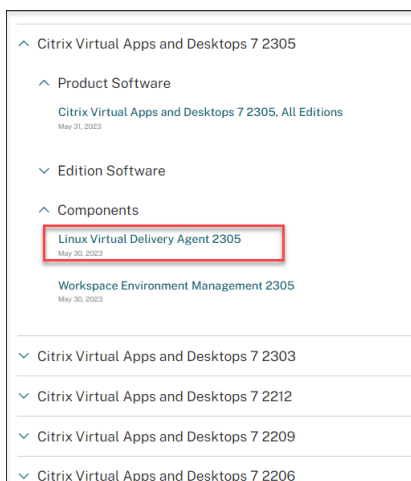 Citrix Virtual Apps and Desktops 7 2305
Product Software
Citrix Virtual Apps and Desktops 7 2305, All Editions
May 31, 2023
Edition Software
Components
Linux Virtual Delivery Agent 2305
May 30, 2023
Workspace Environment Management 2305
May 30, 2023
Citrix Virtual Apps and Desktops 7 2303
Citrix Virtual Apps and Desktops 7 2212
Citrix Virtual Apps and Desktops 7 2209
Citrix Virtual Apps and Desktops 7 2206